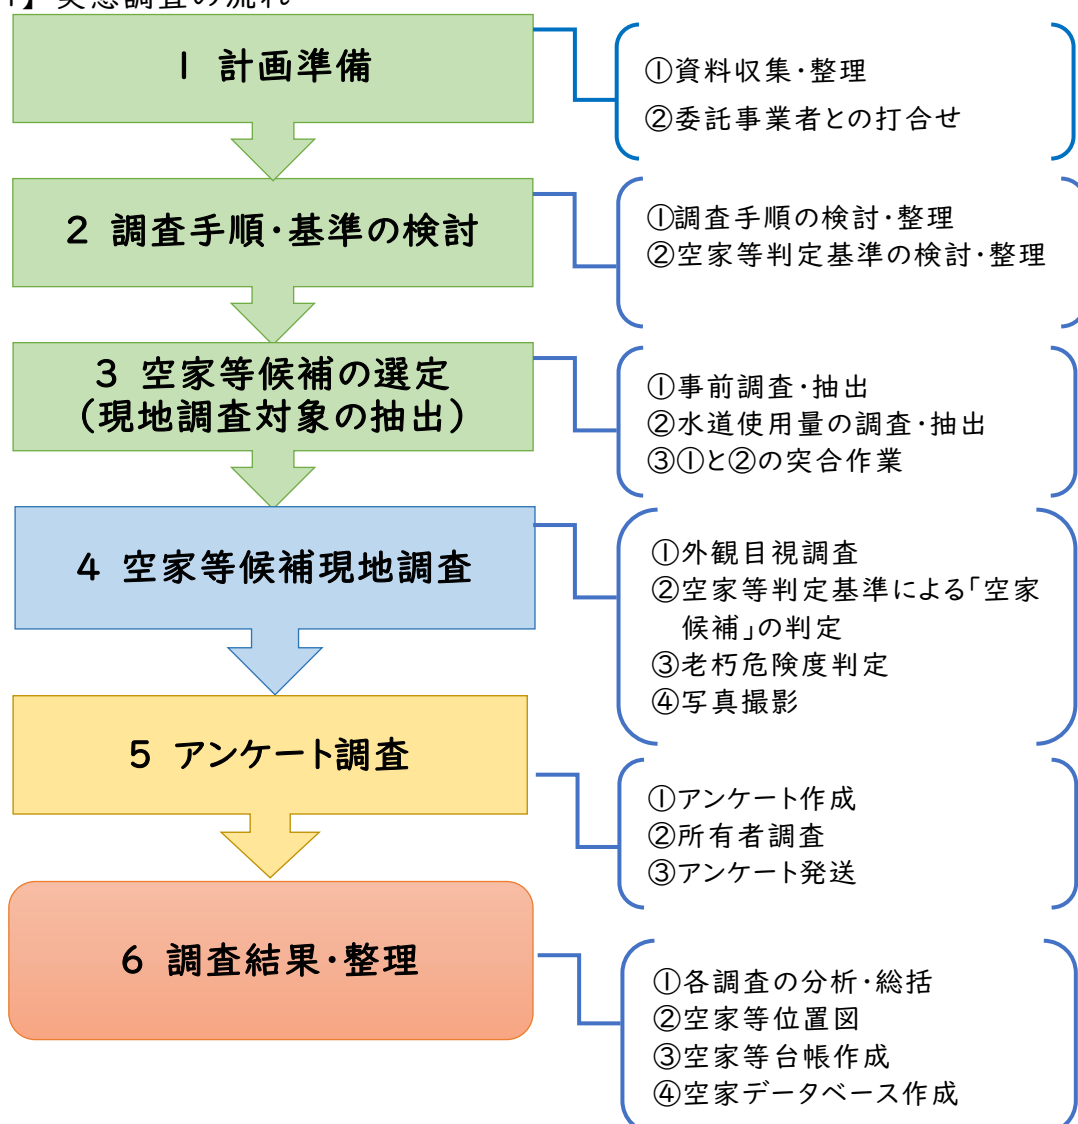 】実態調査の流れ
1 計画準備
①資料収集・整理
②委託事業者との打合せ
2 調査手順・基準の検討
①調査手順の検討・整理
②空家等判定基準の検討・整理
3 空家等候補の選定
（現地調査対象の抽出）
①事前調査・抽出
②水道使用量の調査・抽出
③①と②の突合作業
4 空家等候補現地調査
①外観目視調査
②空家等判定基準による「空家
候補」の判定
③老朽危険度判定
④写真撮影
5 アンケート調査
①アンケート作成
②所有者調査
③アンケート発送
6 調査結果・整理
①各調査の分析・総括
②空家等位置図
③空家等台帳作成
④空家データベース作成